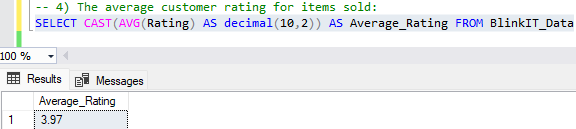 -- 4) The average customer rating for items sold:
SELECT CAST(AVG(Rating) AS decimal(10,2)) AS Average_Rating FROM BlinkIT_Data
100 %
Results Messages
Average_Rating
1 3.97